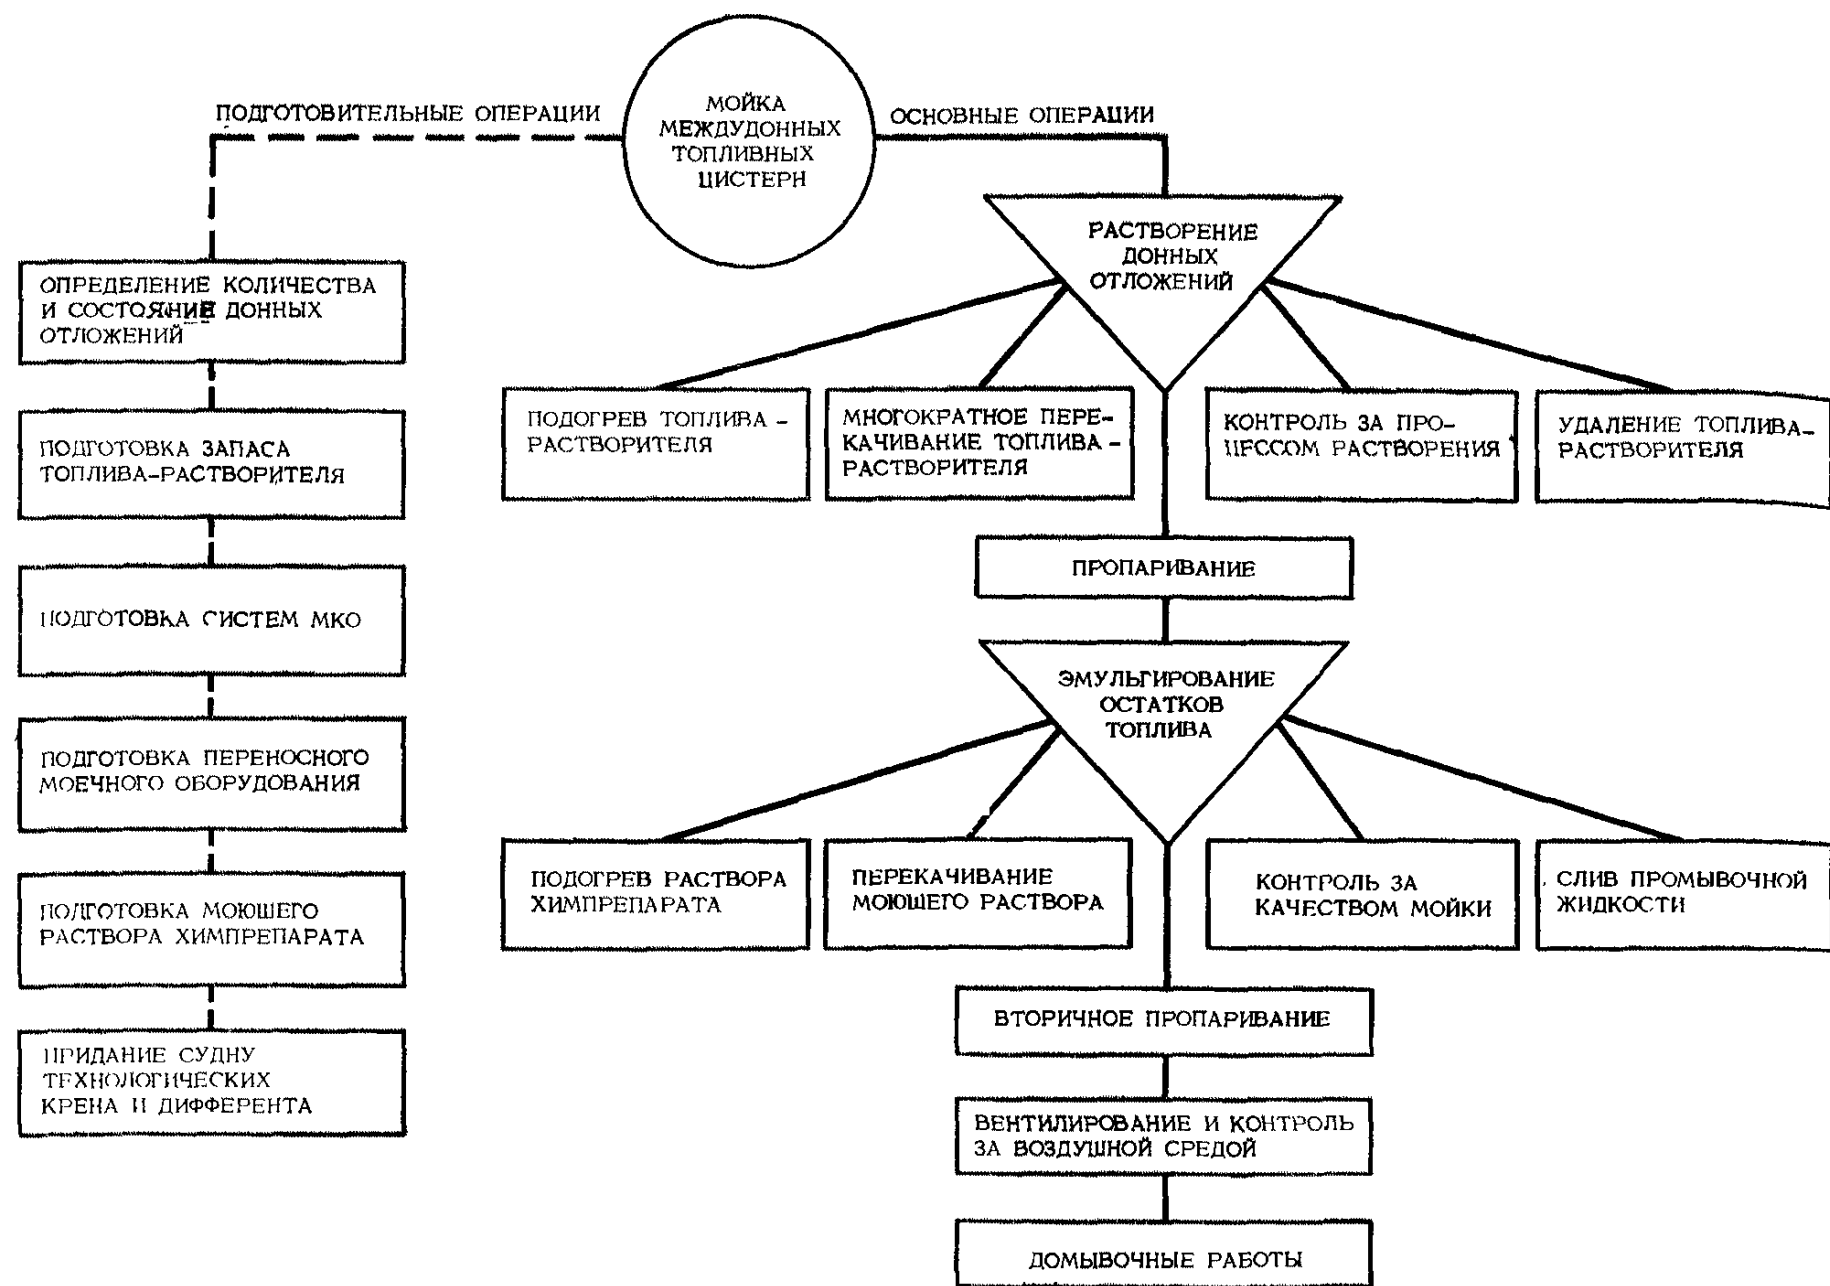 МОЙКА
МЕЖДУДОННЫХ
ТОПЛИВНЫХ
ЦИСТЕРН
ПОДГОТОВИТЕЛЬНЫЕ ОПЕРАЦИИ
ОПРЕДЕЛЕНИЕ КОЛИЧЕСТВА
И СОСТОЯНИЕ ДОННЫХ
ОТЛОЖЕНИЙ
ПОДГОТОВКА ЗАПАСА
ТОПЛИВА-РАСТВОРИТЕЛЯ
ПОДГОТОВКА СИСТЕМ МКО
ПОДГОТОВКА ПЕРЕНОСНОГО
МОЕЧНОГО ОБОРУДОВАНИЯ
ПОДГОТОВКА МОЮЩЕГО
РАСТВОРА ХИМПРЕПАРАТА
ПРИДАНИЕ СУДНУ
ТЕХНОЛОГИЧЕСКИХ
КРЕНА И ДИФФЕРЕНТА
ОСНОВНЫЕ ОПЕРАЦИИ
РАСТВОРЕНИЕ
ДОННЫХ
ОТЛОЖЕНИЙ
ПОДОГРЕВ ТОПЛИВА-
РАСТВОРИТЕЛЯ
МНОГОКРАТНОЕ ПЕРЕ-
КАЧИВАНИЕ ТОПЛИВА-
РАСТВОРИТЕЛЯ
КОНТРОЛЬ ЗА ПРО-
ЦЕССОМ РАСТВОРЕНИЯ
УДАЛЕНИЕ ТОПЛИВА-
РАСТВОРИТЕЛЯ
ПРОПАРИВАНИЕ
ЭМУЛЬГИРОВАНИЕ
ОСТАТКОВ
ТОПЛИВА
ПОДОГРЕВ РАСТВОРА
ХИМПРЕПАРАТА
ПЕРЕКАЧИВАНИЕ
МОЮЩЕГО РАСТВОРА
КОНТРОЛЬ ЗА
КАЧЕСТВОМ МОЙКИ
СЛИВ ПРОМЫВОЧНОЙ
ЖИДКОСТИ
ВТОРИЧНОЕ ПРОПАРИВАНИЕ
ВЕНТИЛИРОВАНИЕ И КОНТРОЛЬ
ЗА ВОЗДУШНОЙ СРЕДОЙ
ДОМЫВОЧНЫЕ РАБОТЫ